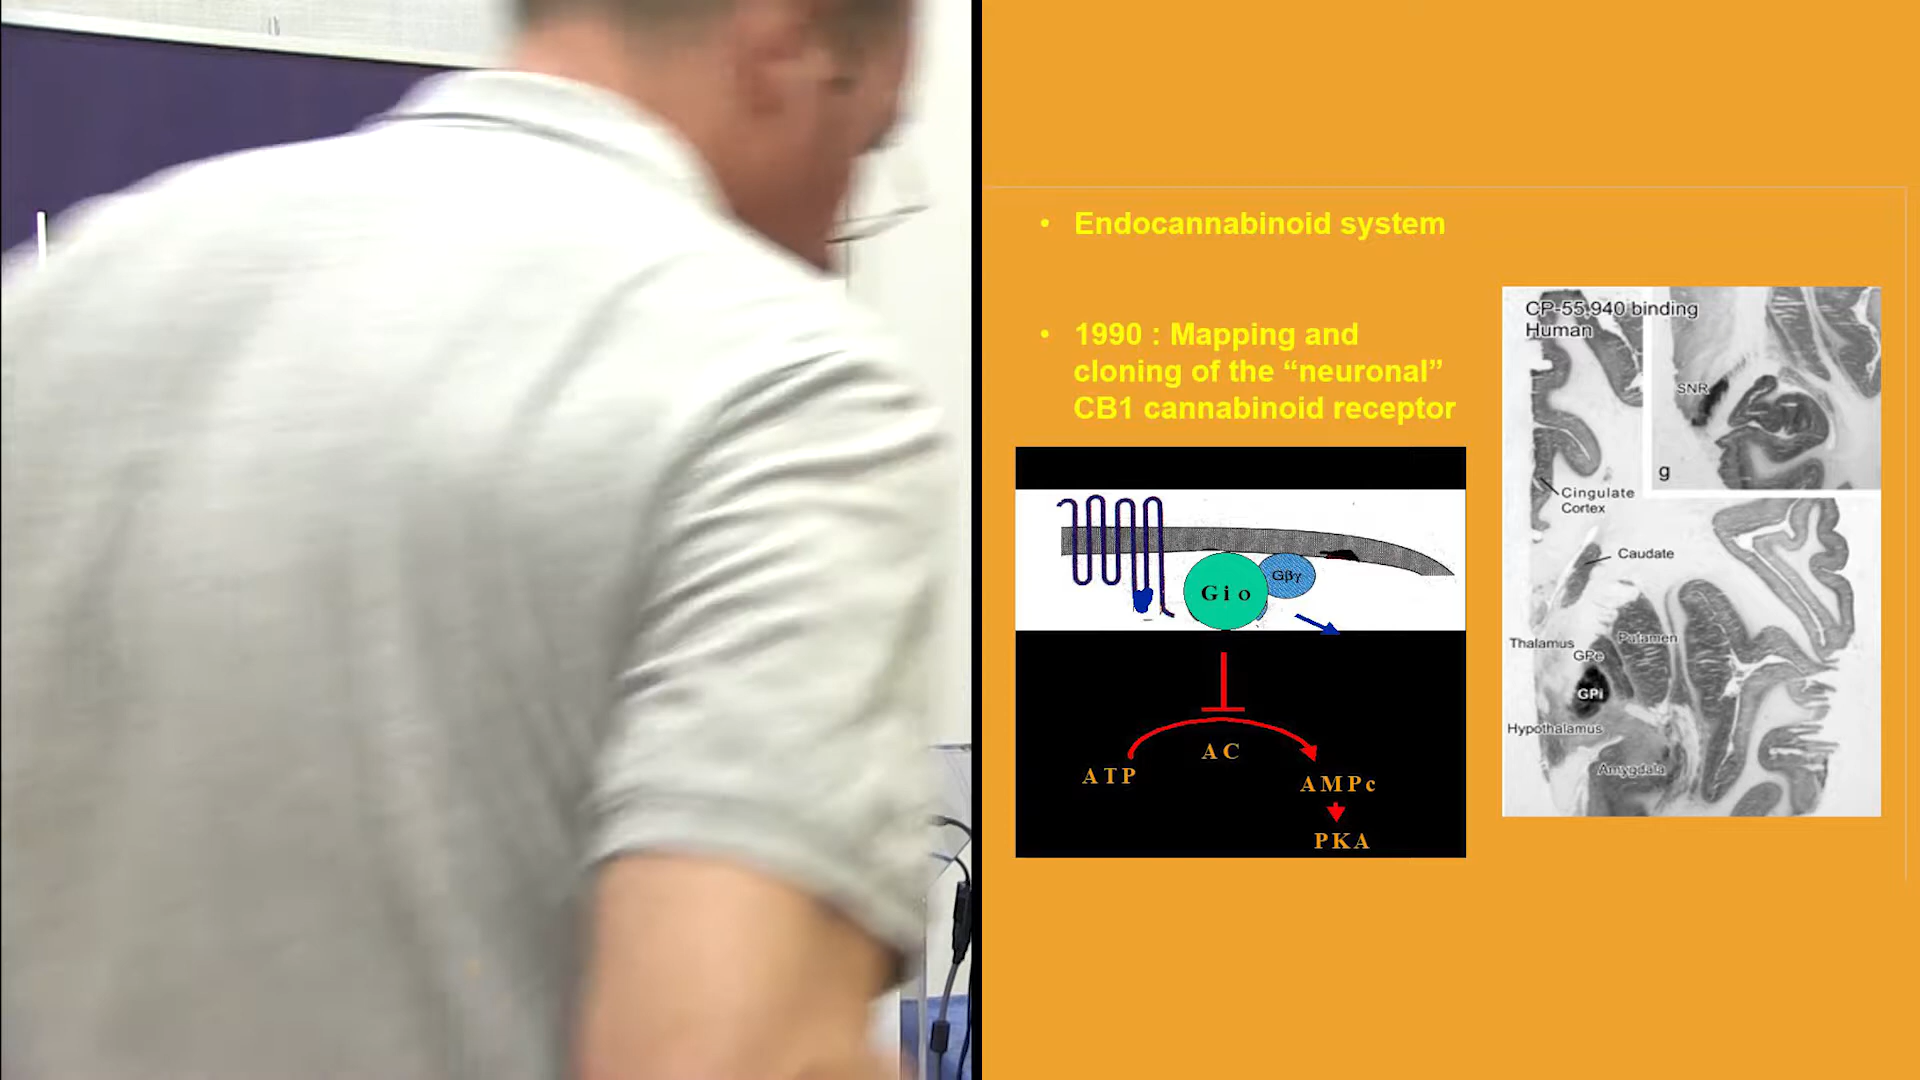 • Endocannabinoid system
• 1990 : Mapping and
cloning of the “neuronal”
CB1 cannabinoid receptor
Gio
Gβγ
AC
ATP
AMPc
PKA
CP-55,940 binding
Human
SNR
g
Cingulate
Cortex
Caudate
Thalamus
Putamen
GPe
GPi
Hypothalamus
Amygdala